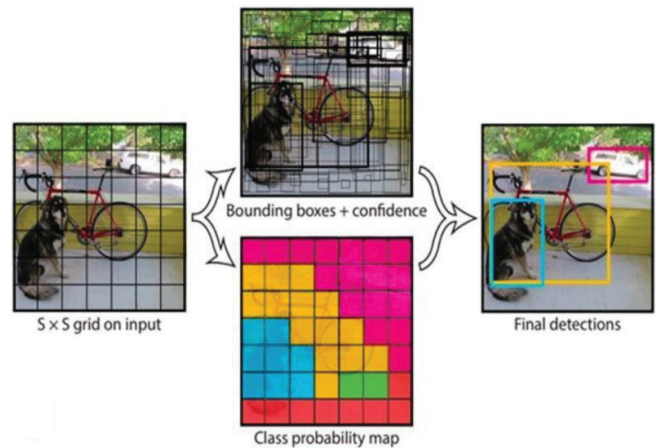 S × S grid on input
Bounding boxes + confidence
Class probability map
Final detections